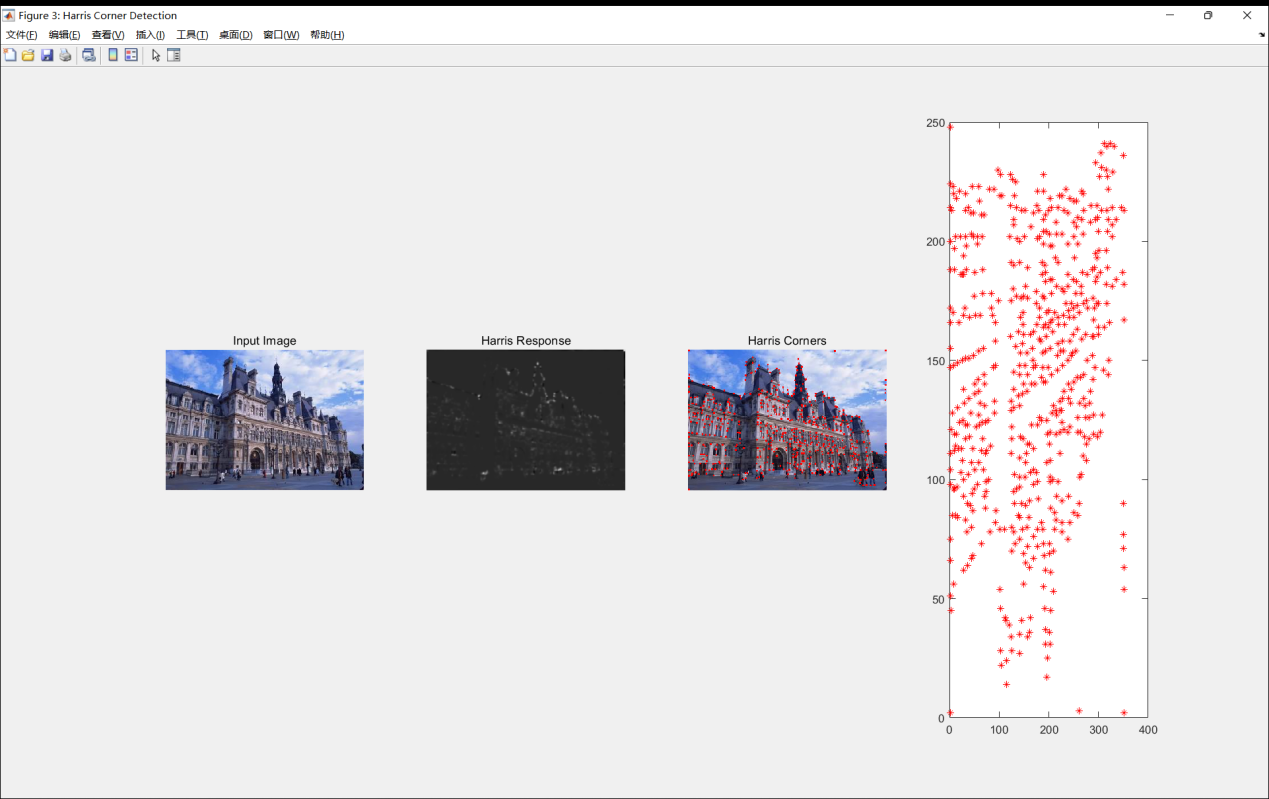 Figure 3: Harris Corner Detection
文件(F) 编辑(E) 查看(V) 插入(I) 工具(T) 桌面(D) 窗口(W) 帮助(H)
Input Image
Harris Response
Harris Corners
250
200
150
100
50
0
0 100 200 300 400